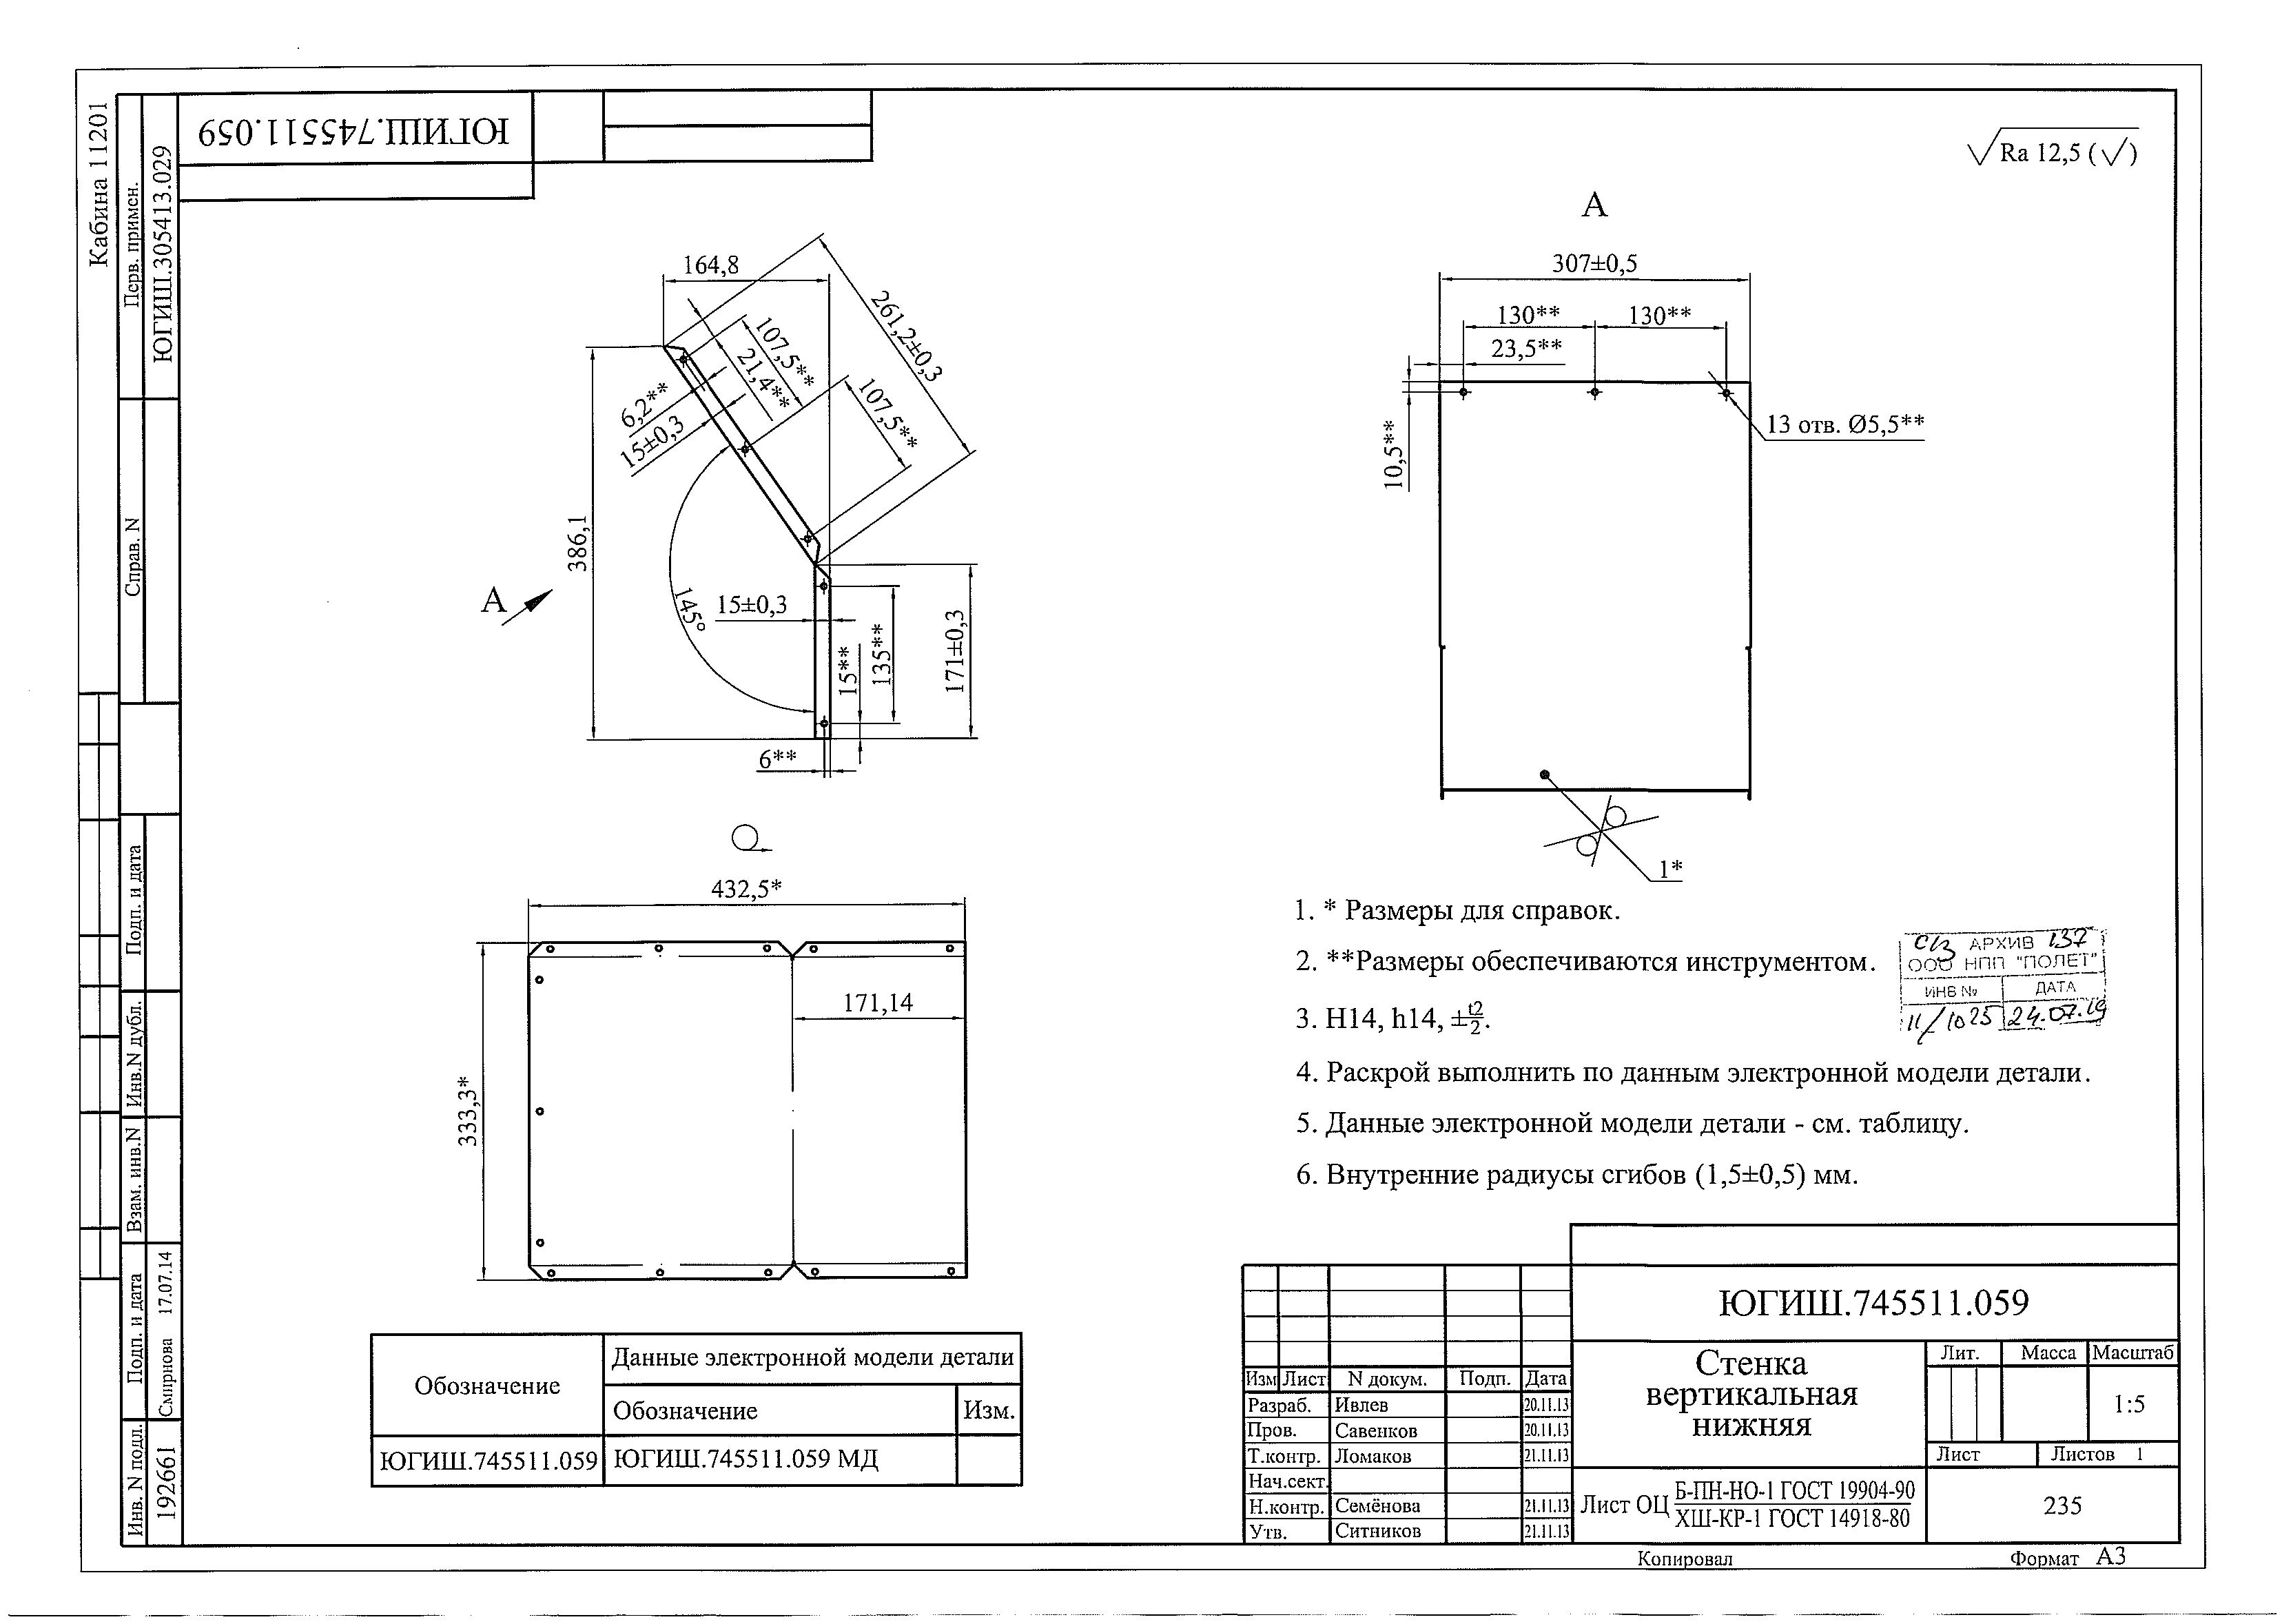 Кабина 11201
Перв. примен.
ЮГИШ.305413.029
Справ. N
Подп. и дата
Инв.N дубл.
Взам. инв.N
Подп. и дата
Смирнова 17.07.14
Инв. N подл.
192661
ЮГИШ.745511.059
Ra 12,5 (√)
164,8
261,2±0,3
107,5**
21,4**
107,5**
6,2**
15±0,3
386,1
145°
А
15±0,3
15**
135**
171±0,3
6**
А
307±0,5
130**
130**
23,5**
10,5**
13 отв. Ø5,5**
1*
432,5*
171,14
333,3*
1. * Размеры для справок.
2. **Размеры обеспечиваются инструментом.
3. H14, h14, ±t2/2.
4. Раскрой выполнить по данным электронной модели детали.
5. Данные электронной модели детали - см. таблицу.
6. Внутренние радиусы сгибов (1,5±0,5) мм.
АРХИВ 137
ООО НПП "ПОЛЕТ"
ИНВ № ДАТА
11/1025 24.07.19
Обозначение
Данные электронной модели детали
Обозначение Изм.
ЮГИШ.745511.059 ЮГИШ.745511.059 МД
ЮГИШ.745511.059
Изм Лист N докум. Подп. Дата
Разраб. Ивлев 20.11.13
Пров. Савенков 20.11.13
Т.контр. Ломаков 21.11.13
Нач.сект.
Н.контр. Семёнова 21.11.13
Утв. Ситников 21.11.13
Стенка
вертикальная
нижняя
Лит. Масса Масштаб
1:5
Лист Листов 1
Лист ОЦ Б-ПН-НО-1 ГОСТ 19904-90
ХШ-КР-1 ГОСТ 14918-80
235
Копировал Формат А3